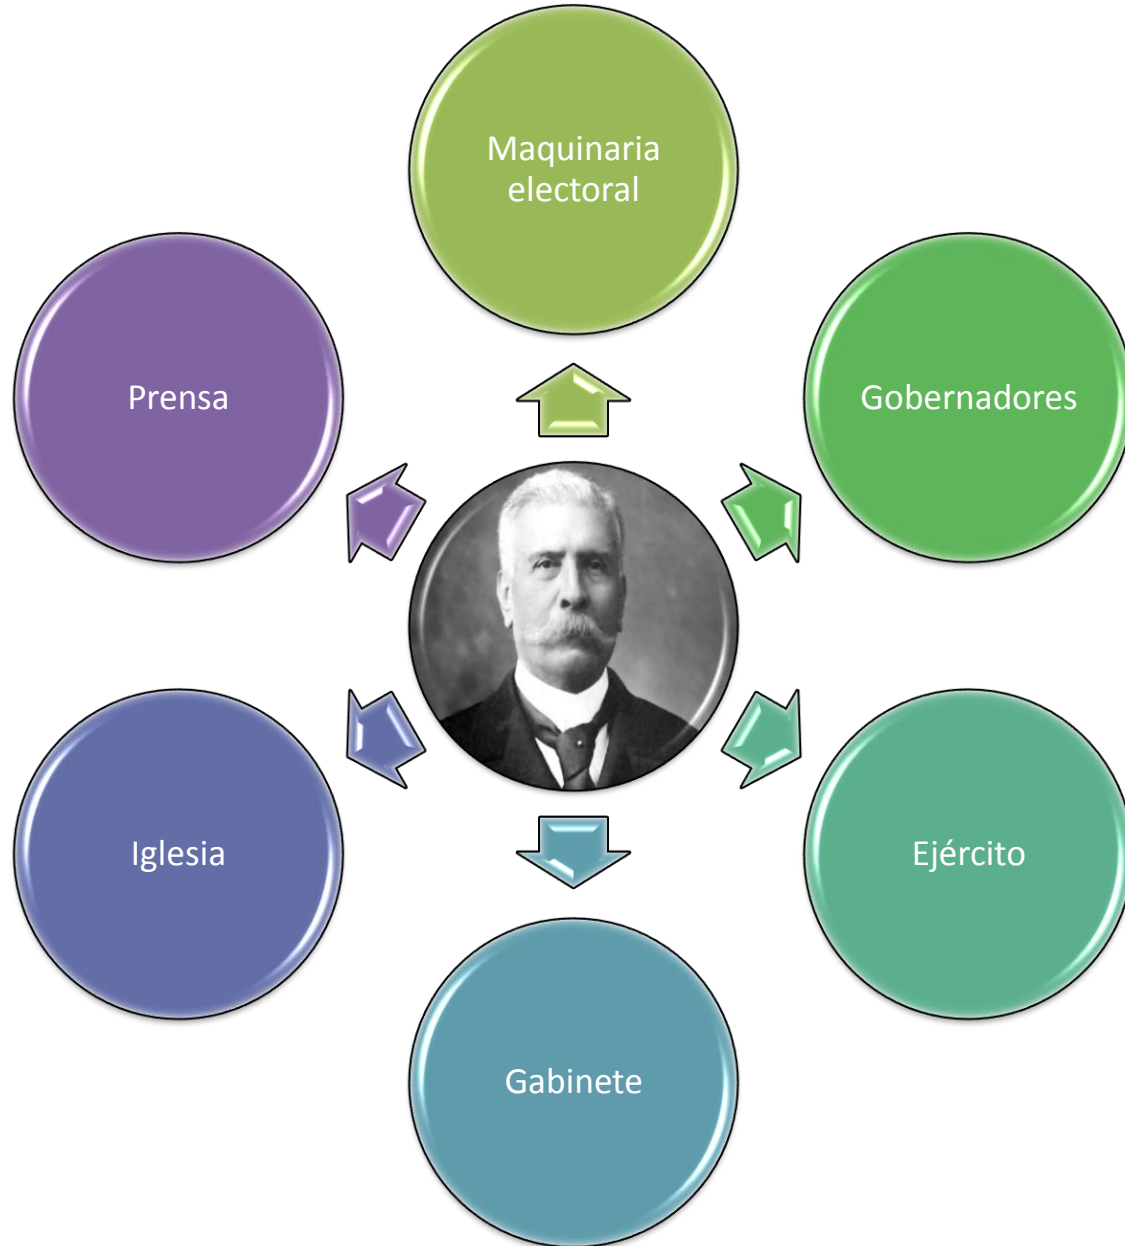 Maquinaria
electoral
Prensa
Gobernadores
Iglesia
Ejército
Gabinete